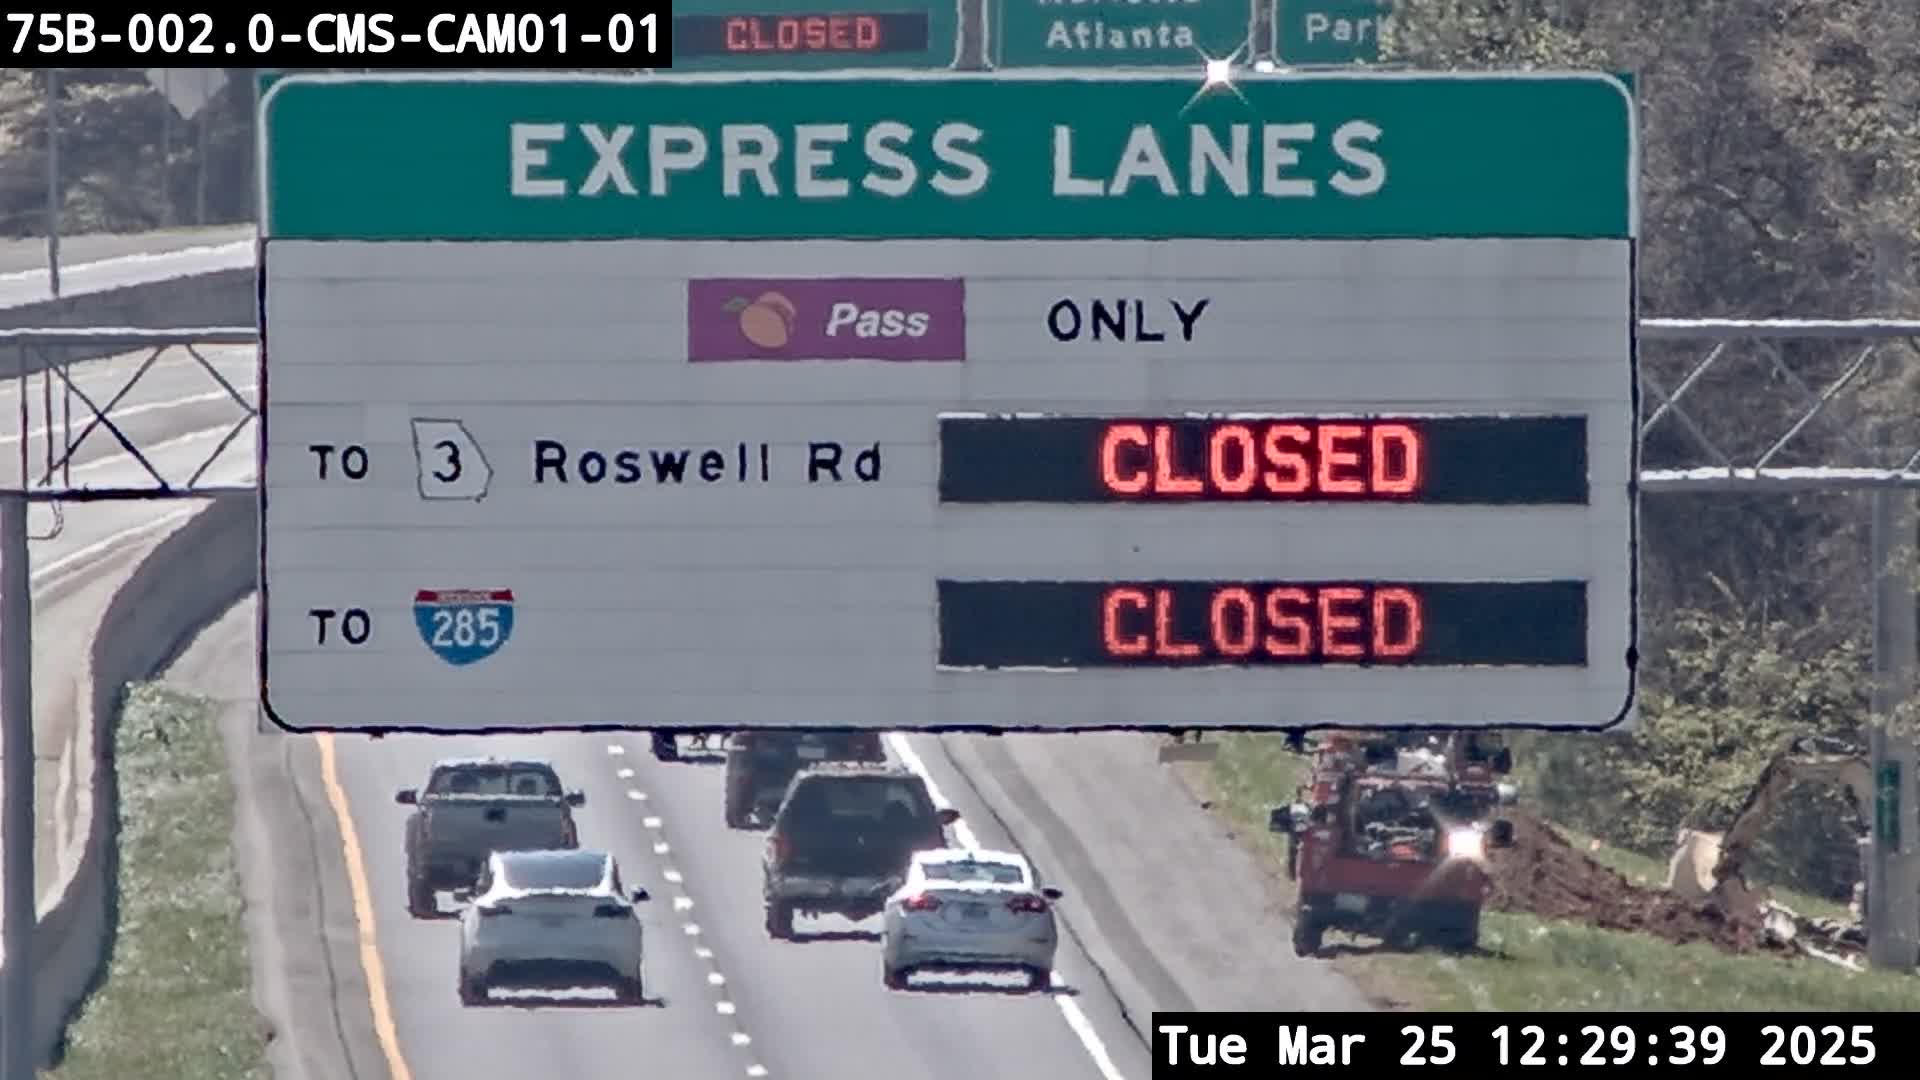 75B-002.0-CMS-CAM01-01
CLOSED
Atlanta
EXPRESS LANES
Pass ONLY
TO 3 Roswell Rd CLOSED
TO 285 CLOSED
Tue Mar 25 12:29:39 2025